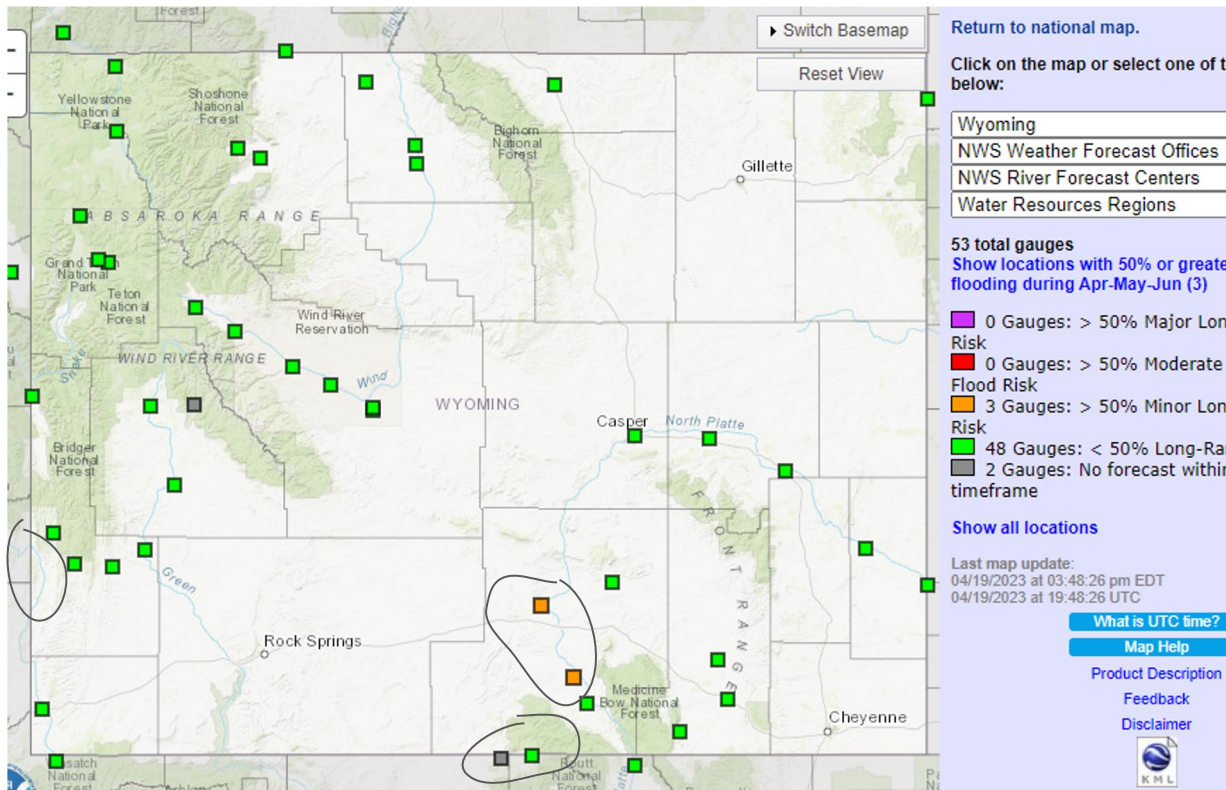 Forest
Bigh
Switch Basemap
Reset View
Yellowstone
National
Park
Shoshone
National
Forest
Bighorn
National
Forest
Gillette
ABSAROKA RANGE
Grand T
National
Park
Teton
National
Forest
Wind River
Reservation
WIND RIVER RANGE
Snake
Wind
WYOMING
Casper
North Platte
Bridger
National
Forest
FRONT RANGE
Green
Rock Springs
Medicine
Bow National
Forest
Cheyenne
asatch
National
Forest
Routt
National
Forest
Platte
Return to national map.
Click on the map or select one of t
below:
Wyoming
NWS Weather Forecast Offices
NWS River Forecast Centers
Water Resources Regions
53 total gauges
Show locations with 50% or greate
flooding during Apr-May-Jun (3)
0 Gauges: > 50% Major Lon
Risk
0 Gauges: > 50% Moderate
Flood Risk
3 Gauges: > 50% Minor Lon
Risk
48 Gauges: < 50% Long-Ra
2 Gauges: No forecast within
timeframe
Show all locations
Last map update:
04/19/2023 at 03:48:26 pm EDT
04/19/2023 at 19:48:26 UTC
What is UTC time?
Map Help
Product Description
Feedback
Disclaimer
KML